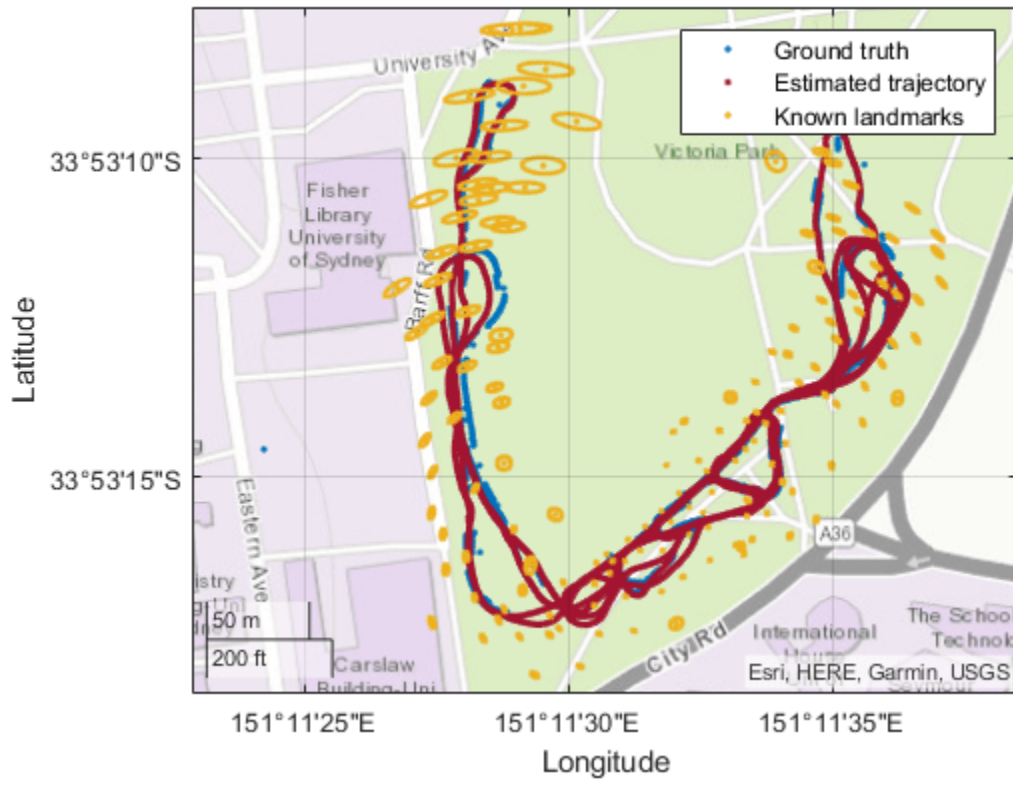 University Av
Ground truth
Estimated trajectory
Known landmarks
33°53'10"S
Victoria Park
Fisher
Library
University
of Sydney
Barff Rd
Latitude
33°53'15"S
Eastern Ave
A36
50 m
200 ft
Carslaw
Building-Uni
City Rd
International
The School
Technol
Esri, HERE, Garmin, USGS
151°11'25"E
151°11'30"E
151°11'35"E
Longitude